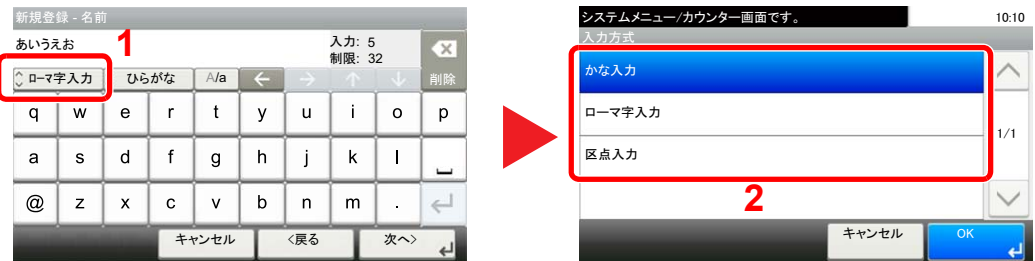 新規登録 - 名前
あいうえお
1
入力: 5
制限: 32
ローマ字入力 ひらがな A/a ← → ↑ ↓ 削除
q w e r t y u i o p
a s d f g h j k l ␣
@ z x c v b n m .
キャンセル <戻る 次へ>
システムメニュー/カウンター画面です。 10:10
入力方式
かな入力
ローマ字入力
1/1
区点入力
2
キャンセル OK